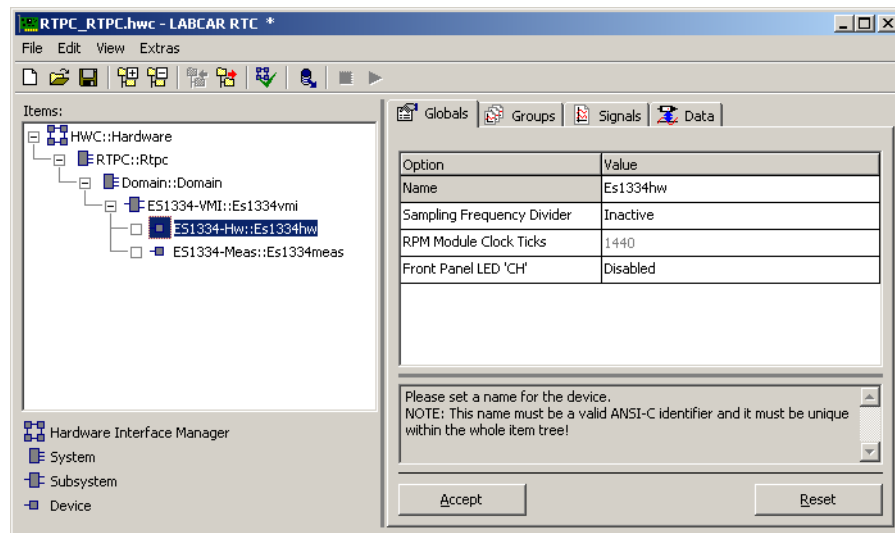 RTPC_RTPC.hwc - LABCAR RTC *
File Edit View Extras
Items:
HWC::Hardware
RTPC::Rtpc
Domain::Domain
ES1334-VMI::Es1334vmi
ES1334-Hw::Es1334hw
ES1334-Meas::Es1334meas
Hardware Interface Manager
System
Subsystem
Device
Globals Groups Signals Data
Option Value
Name Es1334hw
Sampling Frequency Divider Inactive
RPM Module Clock Ticks 1440
Front Panel LED 'CH' Disabled
Please set a name for the device.
NOTE: This name must be a valid ANSI-C identifier and it must be unique
within the whole item tree!
Accept Reset